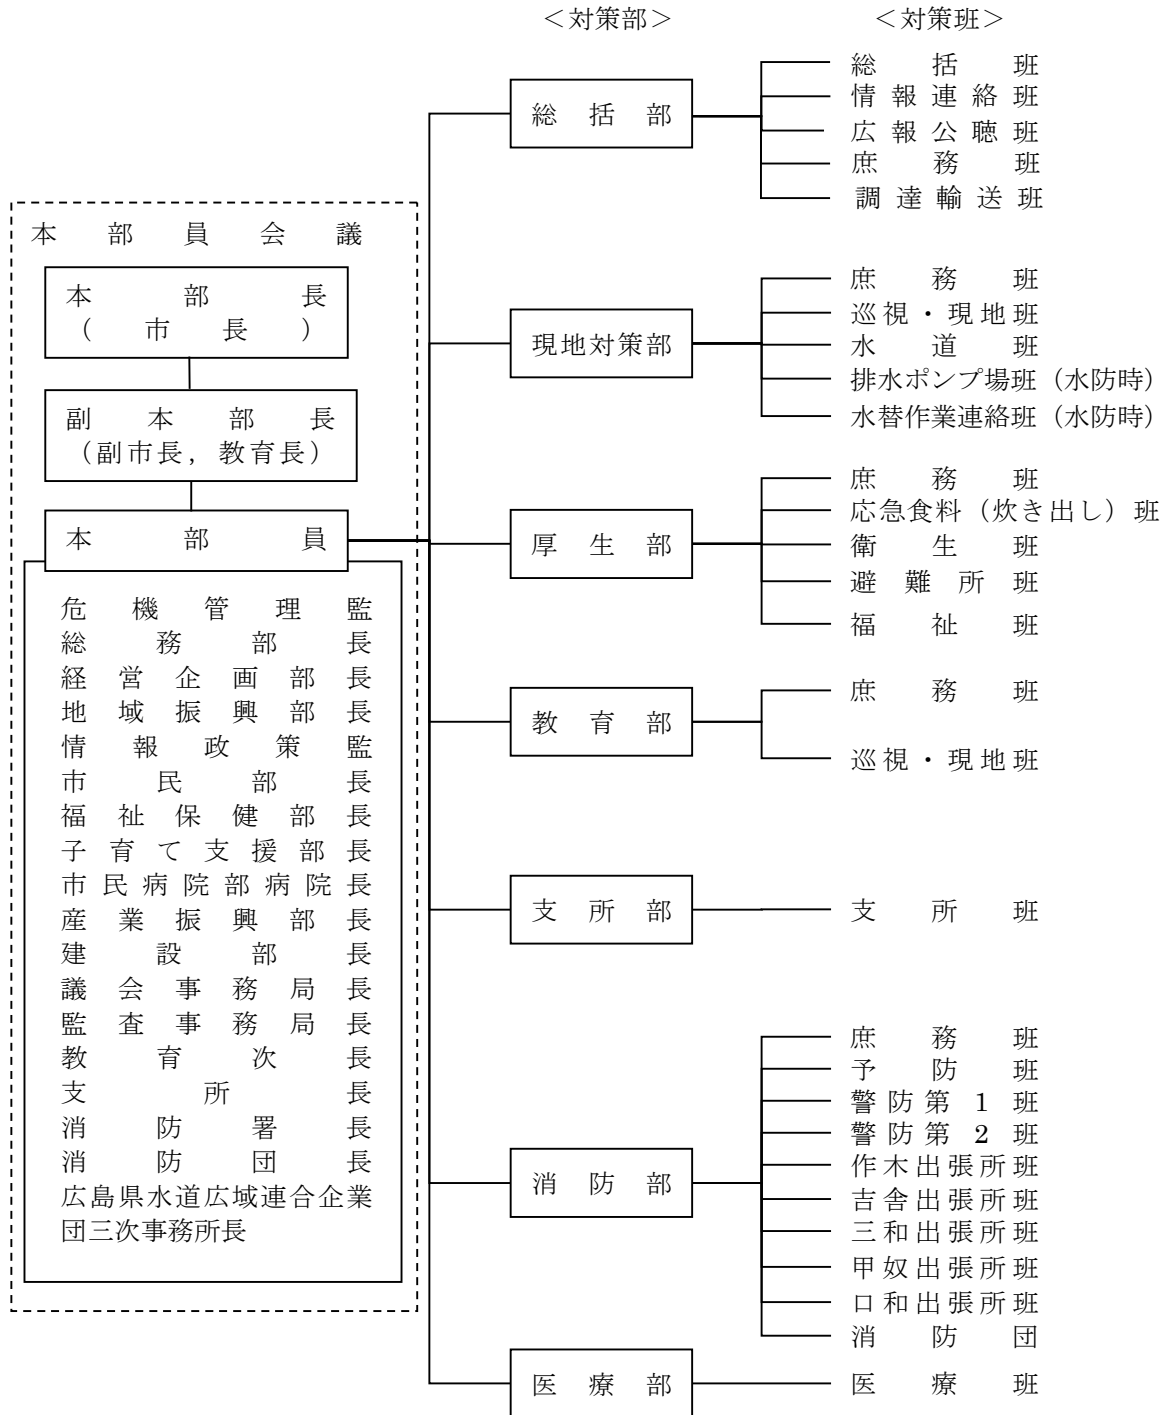 ＜対策部＞
＜対策班＞
本部員会議
本部長
（市長）
副本部長
（副市長，教育長）
本部員
危機管理監
総務部長
経営企画部長
地域振興部長
情報政策監
市民部長
福祉保健部長
子育て支援部長
市民病院部病院長
産業振興部長
建設部長
議会事務局長
監査事務局長
教育次長
支所長
消防署長
消防団長
広島県水道広域連合企業
団三次事務所長
総括部
総括班
情報連絡班
広報公聴班
庶務班
調達輸送班
現地対策部
庶務班
巡視・現地班
水道班
排水ポンプ場班（水防時）
水替作業連絡班（水防時）
厚生部
庶務班
応急食料（炊き出し）班
衛生班
避難所班
福祉班
教育部
庶務班
巡視・現地班
支所部
支所班
消防部
庶務班
予防班
警防第1班
警防第2班
作木出張所班
吉舎出張所班
三和出張所班
甲奴出張所班
口和出張所班
消防団
医療部
医療班